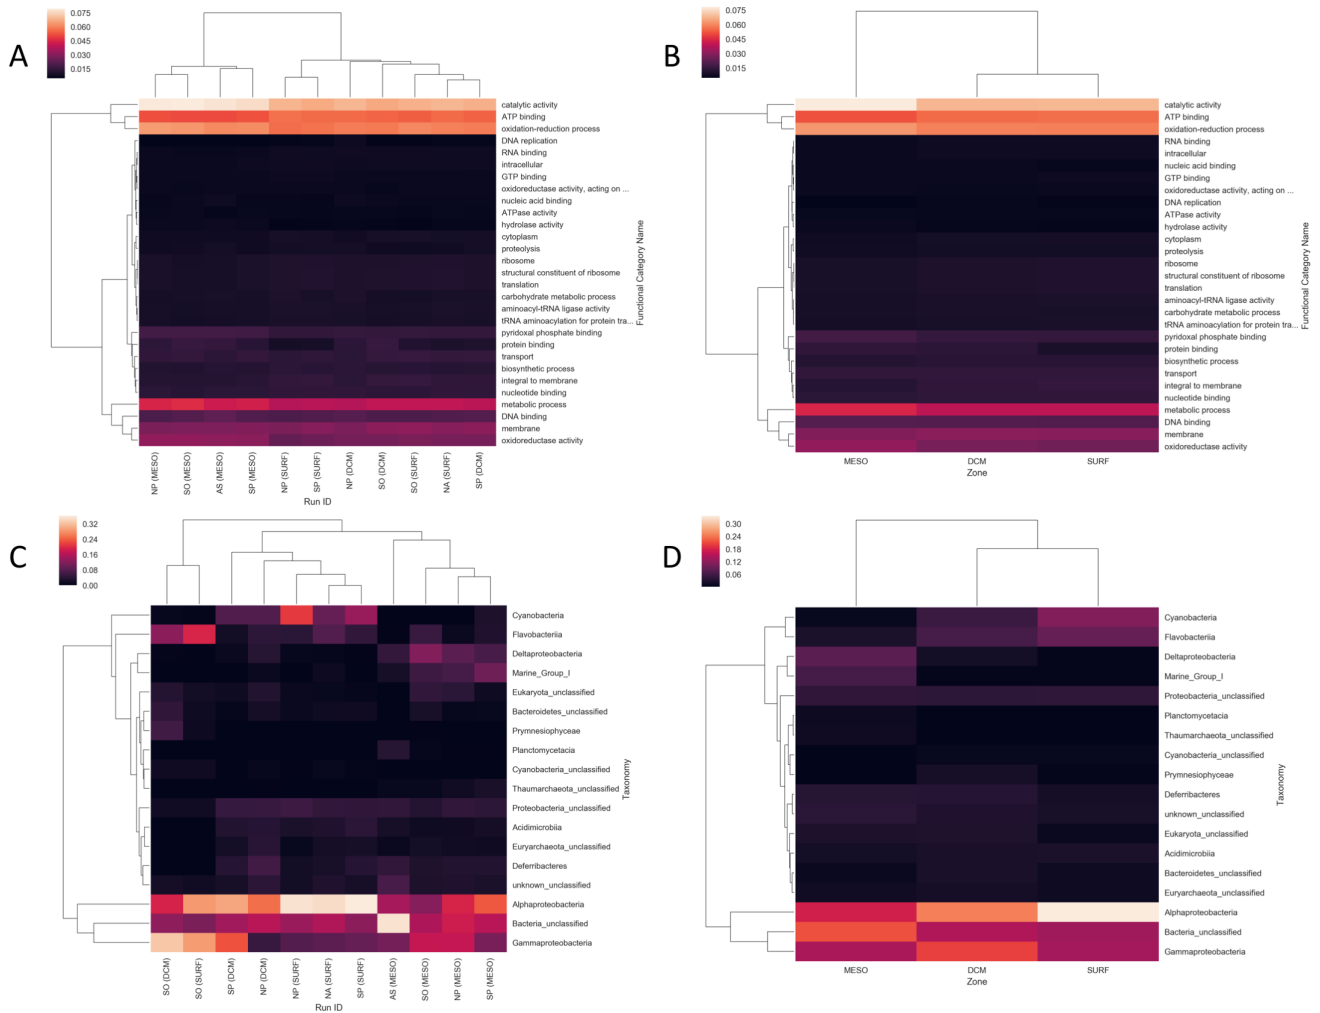 A
0.075
0.060
0.045
0.030
0.015
catalytic activity
ATP binding
oxidation-reduction process
DNA replication
RNA binding
intracellular
GTP binding
oxidoreductase activity, acting on ...
nucleic acid binding
ATPase activity
hydrolase activity
cytoplasm
proteolysis
ribosome
structural constituent of ribosome
translation
carbohydrate metabolic process
aminoacyl-tRNA ligase activity
tRNA aminoacylation for protein tra...
pyridoxal phosphate binding
protein binding
transport
biosynthetic process
integral to membrane
nucleotide binding
metabolic process
DNA binding
membrane
oxidoreductase activity
Functional Category Name
NP (MESO)
SO (MESO)
AS (MESO)
SP (MESO)
NP (SURF)
SP (SURF)
NP (DCM)
SO (DCM)
SO (SURF)
NA (SURF)
SP (DCM)
Run ID
B
0.075
0.060
0.045
0.030
0.015
catalytic activity
ATP binding
oxidation-reduction process
RNA binding
intracellular
nucleic acid binding
GTP binding
oxidoreductase activity, acting on ...
DNA replication
ATPase activity
hydrolase activity
cytoplasm
proteolysis
ribosome
structural constituent of ribosome
translation
aminoacyl-tRNA ligase activity
carbohydrate metabolic process
tRNA aminoacylation for protein tra...
pyridoxal phosphate binding
protein binding
biosynthetic process
transport
integral to membrane
nucleotide binding
metabolic process
DNA binding
membrane
oxidoreductase activity
Functional Category Name
MESO
DCM
SURF
Zone
C
0.32
0.24
0.16
0.08
0.00
Cyanobacteria
Flavobacteriia
Deltaproteobacteria
Marine_Group_I
Eukaryota_unclassified
Bacteroidetes_unclassified
Prymnesiophyceae
Planctomycetacia
Cyanobacteria_unclassified
Thaumarchaeota_unclassified
Proteobacteria_unclassified
Acidimicrobiia
Euryarchaeota_unclassified
Deferribacteres
unknown_unclassified
Alphaproteobacteria
Bacteria_unclassified
Gammaproteobacteria
Taxonomy
SO (DCM)
SO (SURF)
SP (DCM)
NP (DCM)
NP (SURF)
NA (SURF)
SP (SURF)
AS (MESO)
SO (MESO)
NP (MESO)
SP (MESO)
Run ID
D
0.30
0.24
0.18
0.12
0.06
Cyanobacteria
Flavobacteriia
Deltaproteobacteria
Marine_Group_I
Proteobacteria_unclassified
Planctomycetacia
Thaumarchaeota_unclassified
Cyanobacteria_unclassified
Prymnesiophyceae
Deferribacteres
unknown_unclassified
Eukaryota_unclassified
Acidimicrobiia
Bacteroidetes_unclassified
Euryarchaeota_unclassified
Alphaproteobacteria
Bacteria_unclassified
Gammaproteobacteria
Taxonomy
MESO
DCM
SURF
Zone